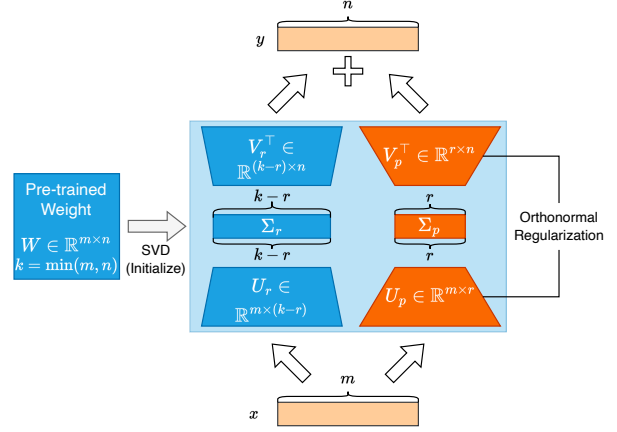 n
y
V_r^⊤ ∈
ℝ^{(k−r)×n}
V_p^⊤ ∈ ℝ^{r×n}
Pre-trained
Weight
W ∈ ℝ^{m×n}
k = min(m, n)
SVD
(Initialize)
k − r
Σ_r
k − r
r
Σ_p
r
Orthonormal
Regularization
U_r ∈
ℝ^{m×(k−r)}
U_p ∈ ℝ^{m×r}
m
x